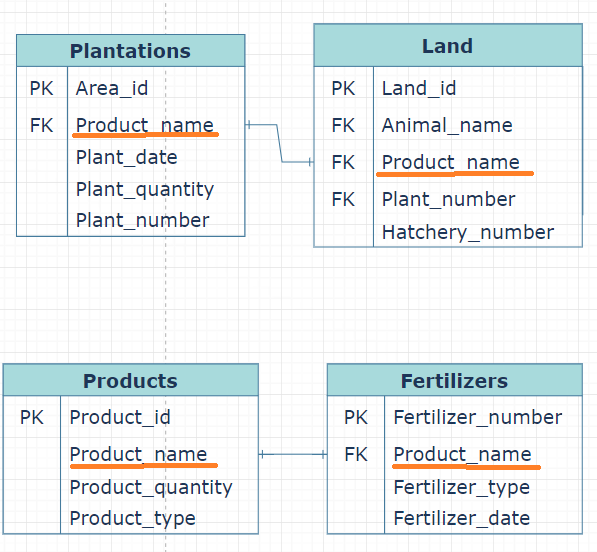 Plantations
PK Area_id
FK Product_name
Plant_date
Plant_quantity
Plant_number
Land
PK Land_id
FK Animal_name
FK Product_name
FK Plant_number
Hatchery_number
Products
PK Product_id
Product_name
Product_quantity
Product_type
Fertilizers
PK Fertilizer_number
FK Product_name
Fertilizer_type
Fertilizer_date